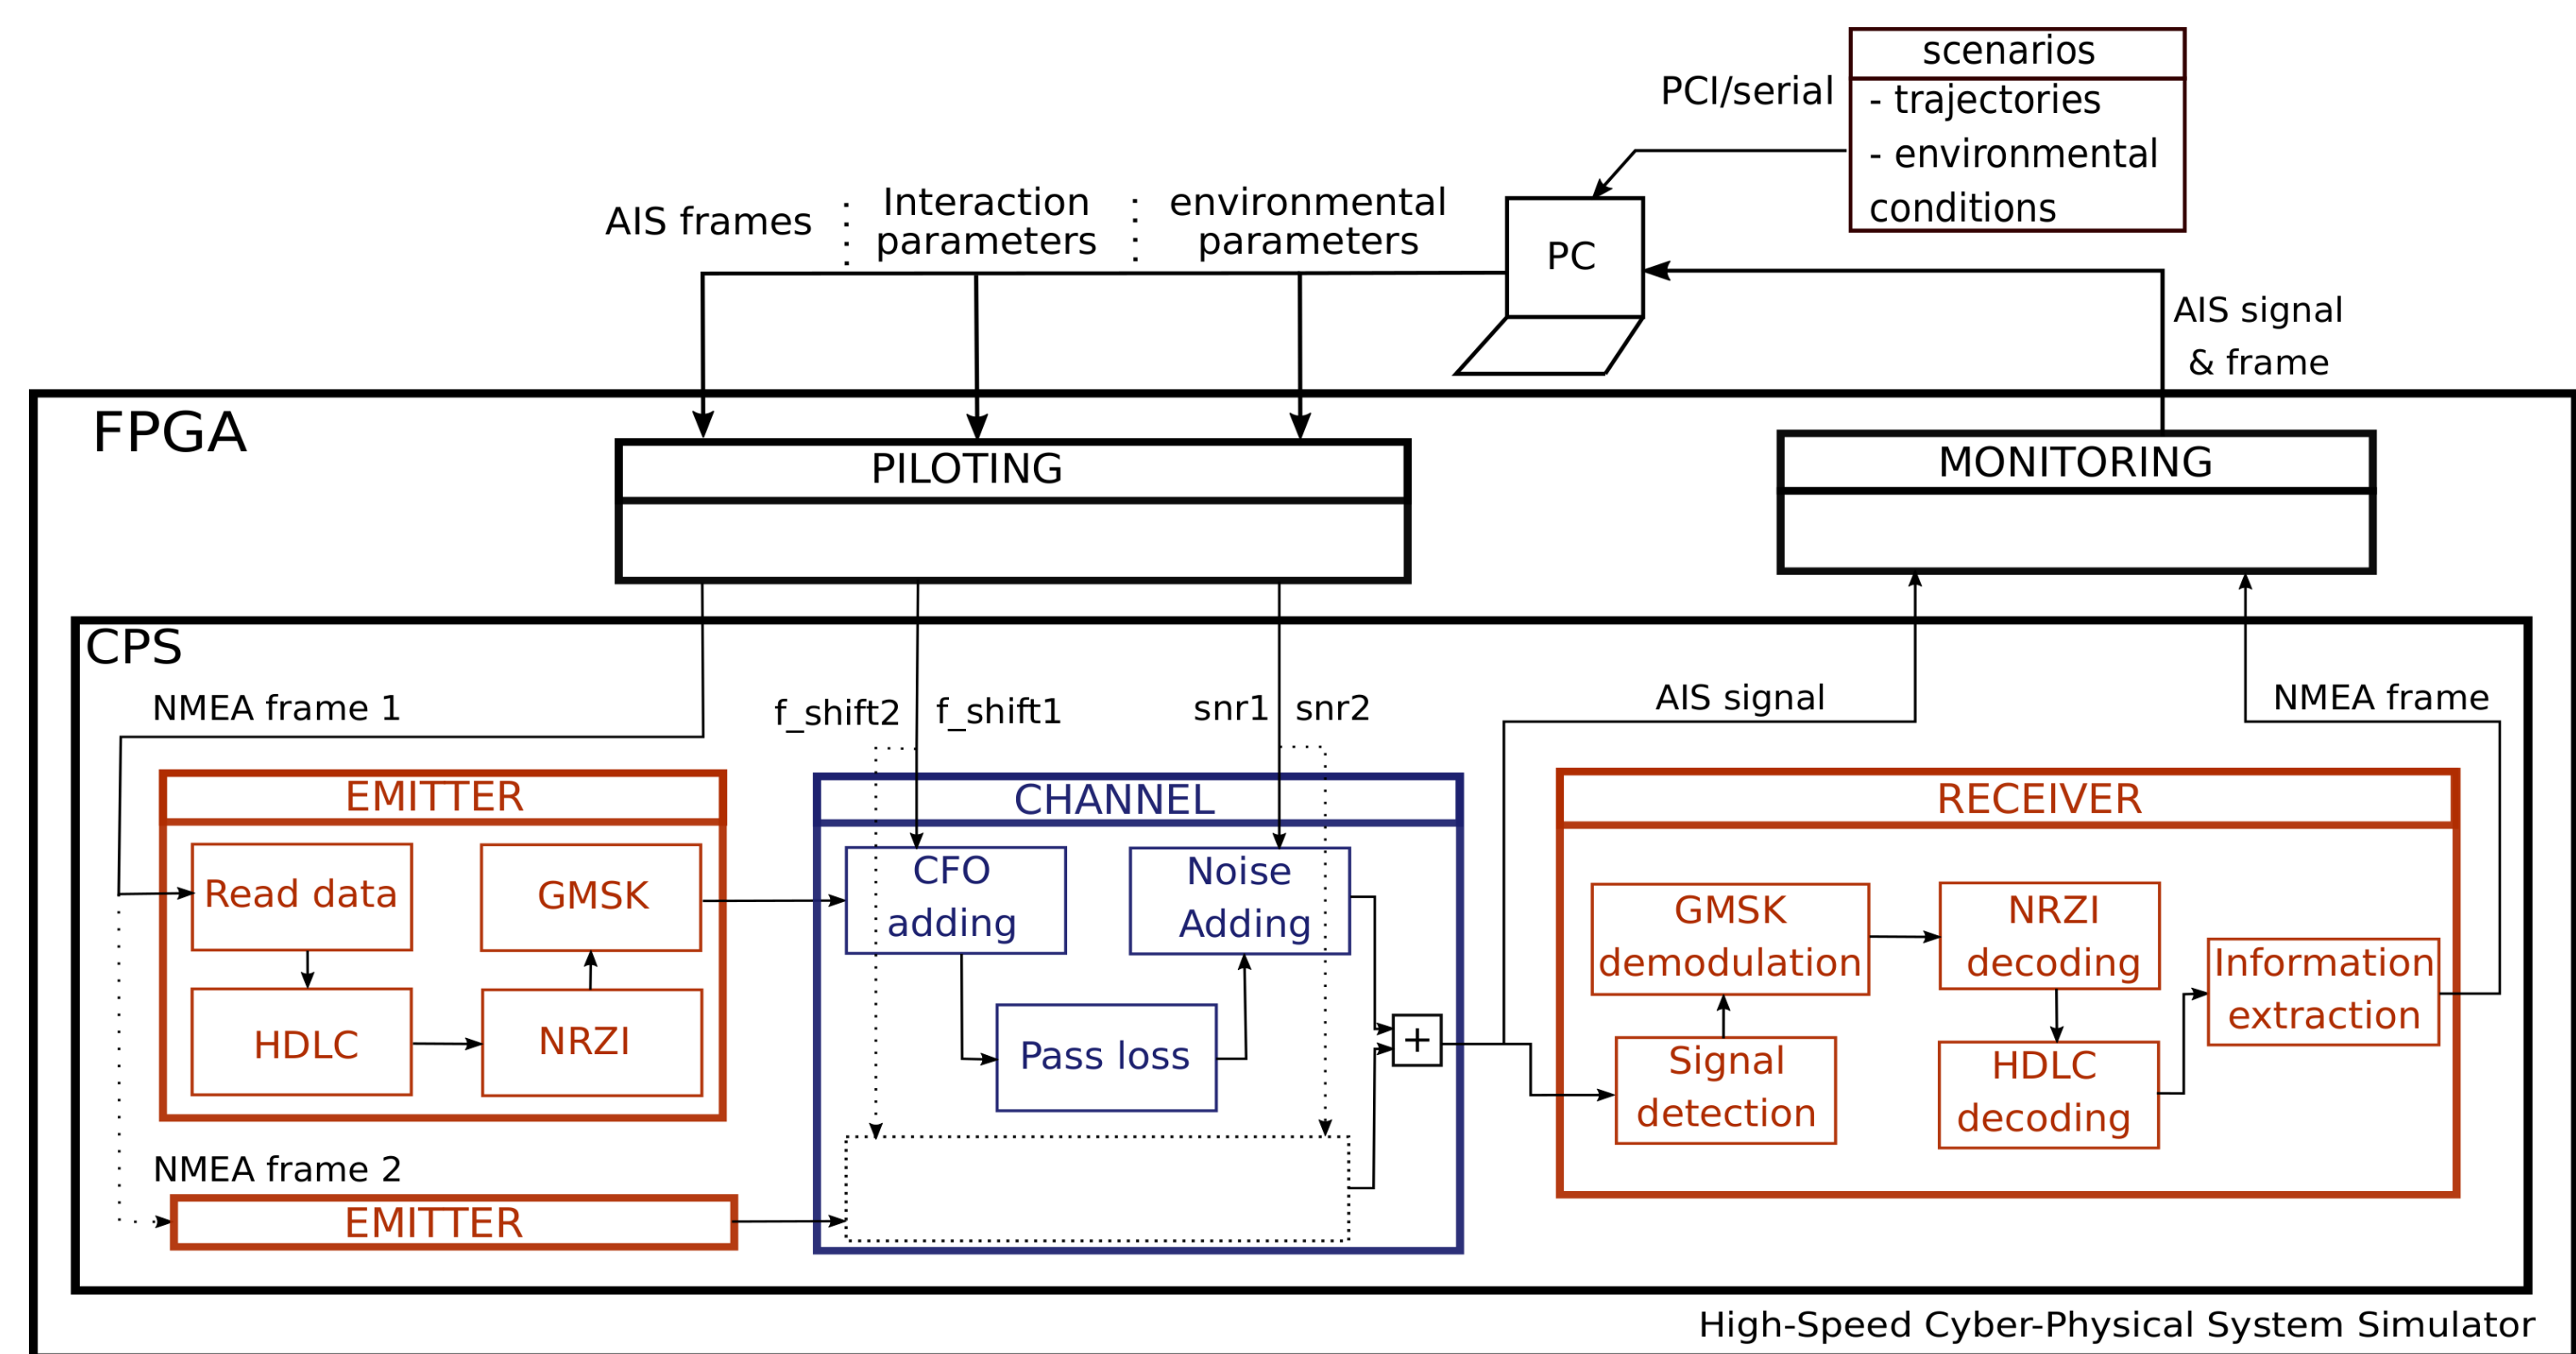 scenarios
PCI/serial
- trajectories
- environmental
conditions
AIS frames
Interaction
parameters
environmental
parameters
PC
AIS signal
& frame
FPGA
PILOTING
MONITORING
CPS
NMEA frame 1
f_shift2
f_shift1
snr1
snr2
AIS signal
NMEA frame
EMITTER
Read data
GMSK
HDLC
NRZI
CHANNEL
CFO
adding
Noise
Adding
Pass loss
+
RECEIVER
GMSK
demodulation
NRZI
decoding
Information
extraction
Signal
detection
HDLC
decoding
NMEA frame 2
EMITTER
High-Speed Cyber-Physical System Simulator